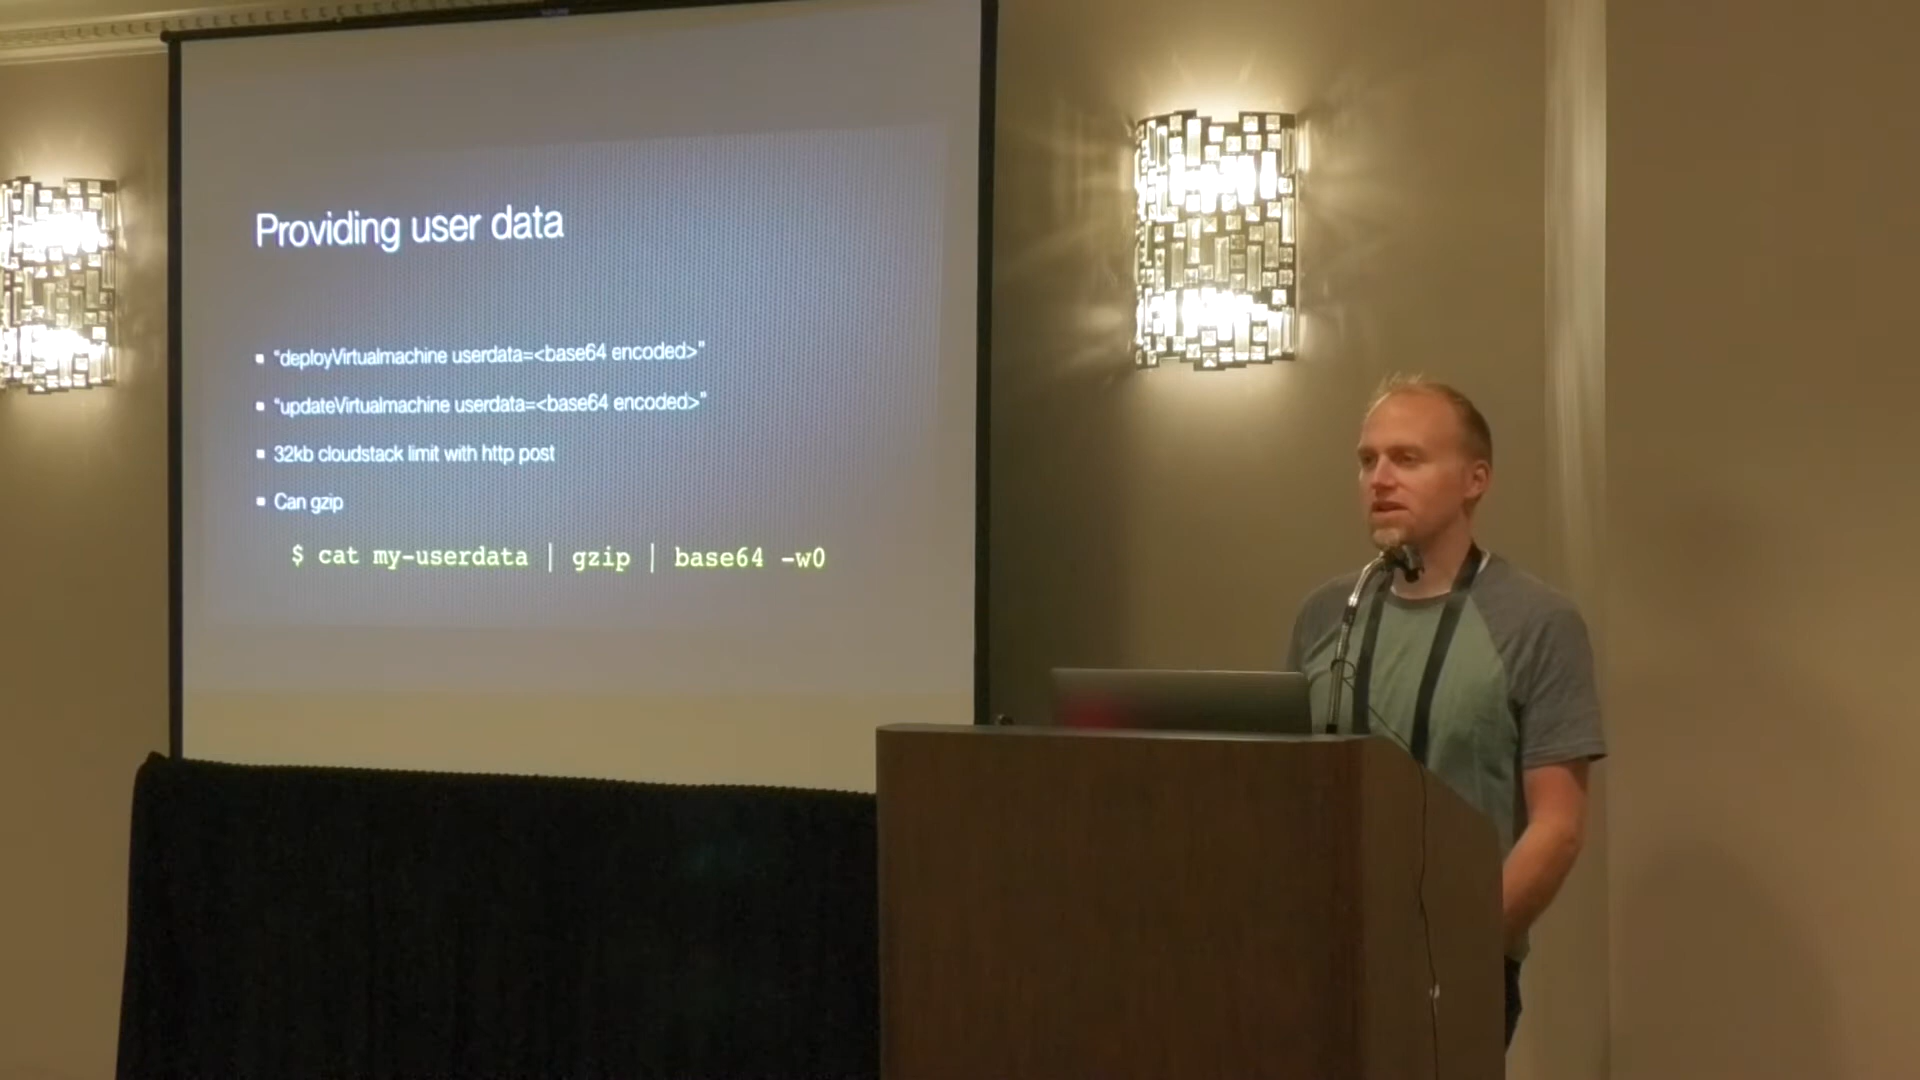 Providing user data
▪ “deployVirtualmachine userdata=<base64 encoded>”
▪ “updateVirtualmachine userdata=<base64 encoded>”
▪ 32kb cloudstack limit with http post
▪ Can gzip
$ cat my-userdata | gzip | base64 -w0